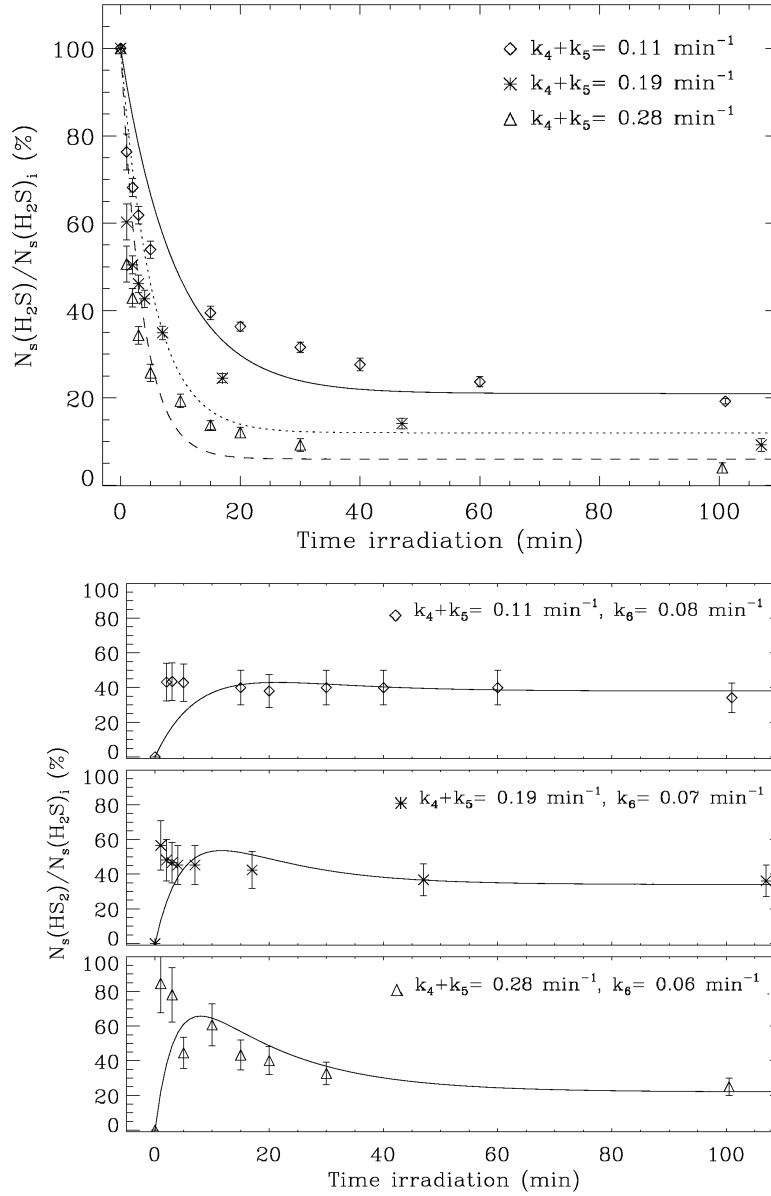 100
80
60
40
20
0
N_s(H_2S)/N_s(H_2S)_i (%)
k_4+k_5= 0.11 min^-1
k_4+k_5= 0.19 min^-1
k_4+k_5= 0.28 min^-1
0 20 40 60 80 100
Time irradiation (min)
N_s(HS_2)/N_s(H_2S)_i (%)
100
80
60
40
20
0
k_4+k_5= 0.11 min^-1, k_6= 0.08 min^-1
100
80
60
40
20
0
k_4+k_5= 0.19 min^-1, k_6= 0.07 min^-1
100
80
60
40
20
0
k_4+k_5= 0.28 min^-1, k_6= 0.06 min^-1
0 20 40 60 80 100
Time irradiation (min)